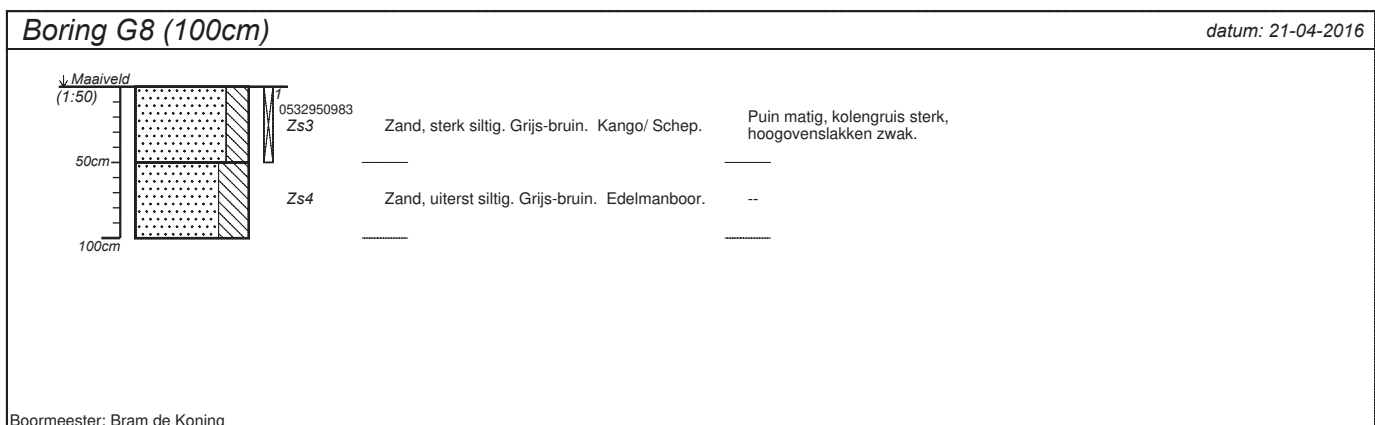 Boring G8 (100cm)
datum: 21-04-2016
Maaiveld
(1:50)
1
0532950983
Zs3
Zand, sterk siltig. Grijs-bruin. Kango/ Schep.
Puin matig, kolengruis sterk,
hoogovenslakken zwak.
50cm
Zs4
Zand, uiterst siltig. Grijs-bruin. Edelmanboor.
--
100cm
Boormeester: Bram de Koning